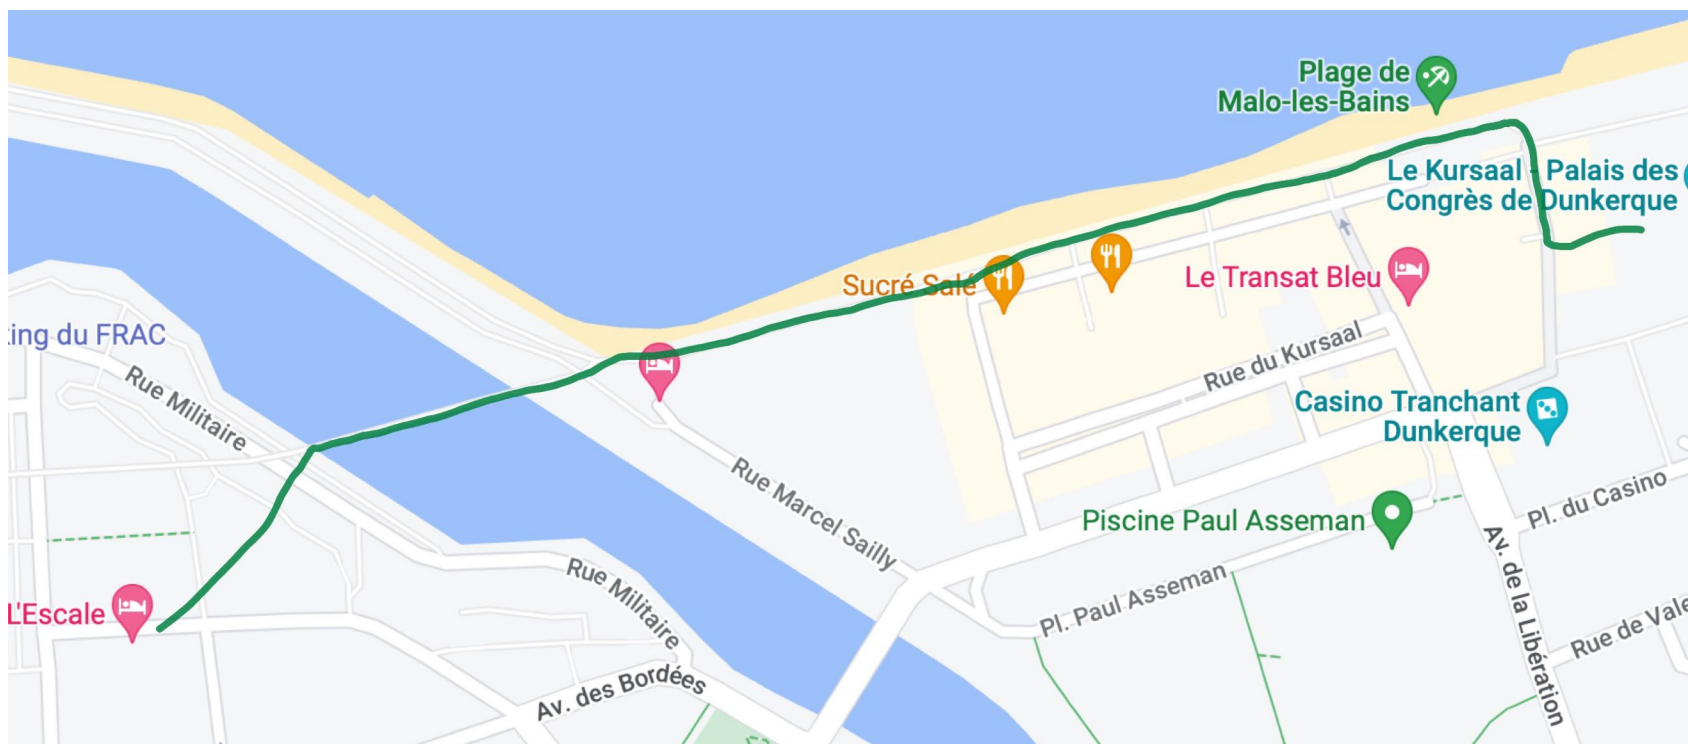 Plage de
Malo-les-Bains
Le Kursaal - Palais des
Congrès de Dunkerque
Sucré Salé
Le Transat Bleu
king du FRAC
Rue Militaire
Rue du Kursaal
Casino Tranchant
Dunkerque
Rue Marcel Sailly
Pl. du Casino
Piscine Paul Asseman
Av. de la Libération
Rue Militaire
Pl. Paul Asseman
L'Escale
Rue de Vale
Av. des Bordées